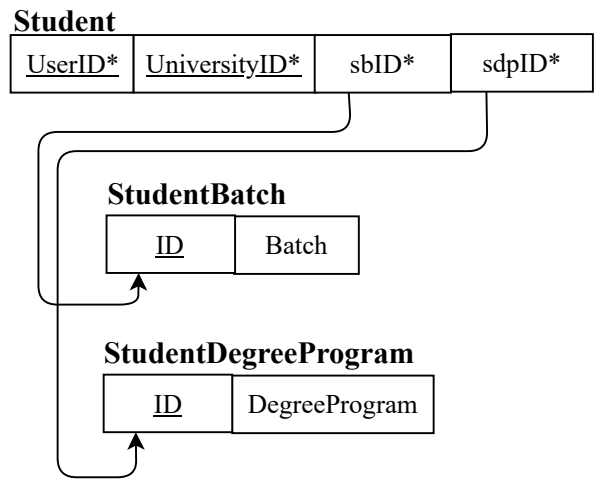 Student
UserID* UniversityID* sbID* sdpID*
StudentBatch
ID Batch
StudentDegreeProgram
ID DegreeProgram